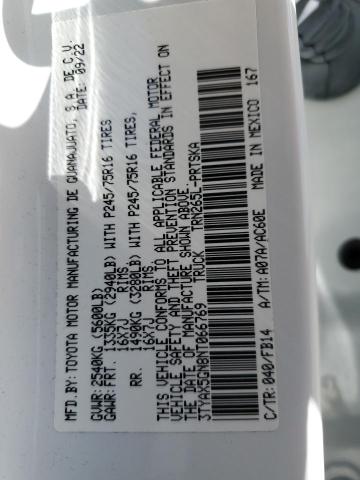 MFD.BY:TOYOTA MOTOR MANUFACTURING DE GUANAJUATO, S.A. DE C.V.
DATE: 09/22
GVWR: 2540KG (5600LB)
GAWR: FRT. 1335KG (2940LB) WITH P245/75R16 TIRES
16X7J RIMS
RR. 1490KG (3280LB) WITH P245/75R16 TIRES,
16X7J RIMS
THIS VEHICLE CONFORMS TO ALL APPLICABLE FEDERAL MOTOR
VEHICLE SAFETY AND THEFT PREVENTION STANDARDS IN EFFECT ON
THE DATE OF MANUFACTURE SHOWN ABOVE.
3TYAX5GN8NT066769 TRUCK TRN265L-PRTSKA
C/TR: 040/FB14 A/TM: A07A/AC60E MADE IN MEXICO 167